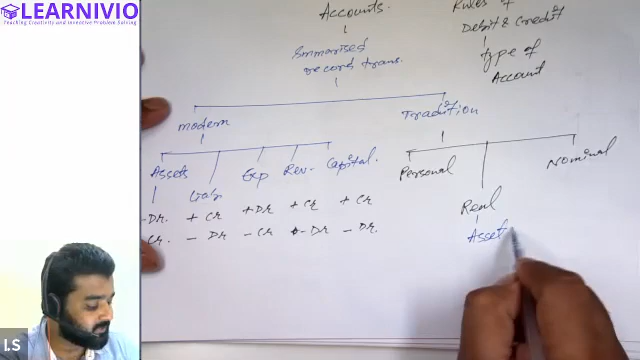 LEARNIVIO
Teaching Creativity and Inventive Problem Solving
Accounts.
Summarised
record trans.
Rules of
Debit & Credit
type of
Account
Modern
Tradition
Assets
Liab
Exp
Rev.
Capital.
Personal
Real
Nominal
Asset
-Dr.
+ Cr
+Dr
+ Cr
+ Cr
Cr.
- Dr
- Cr
- Dr
- Dr.
I.S